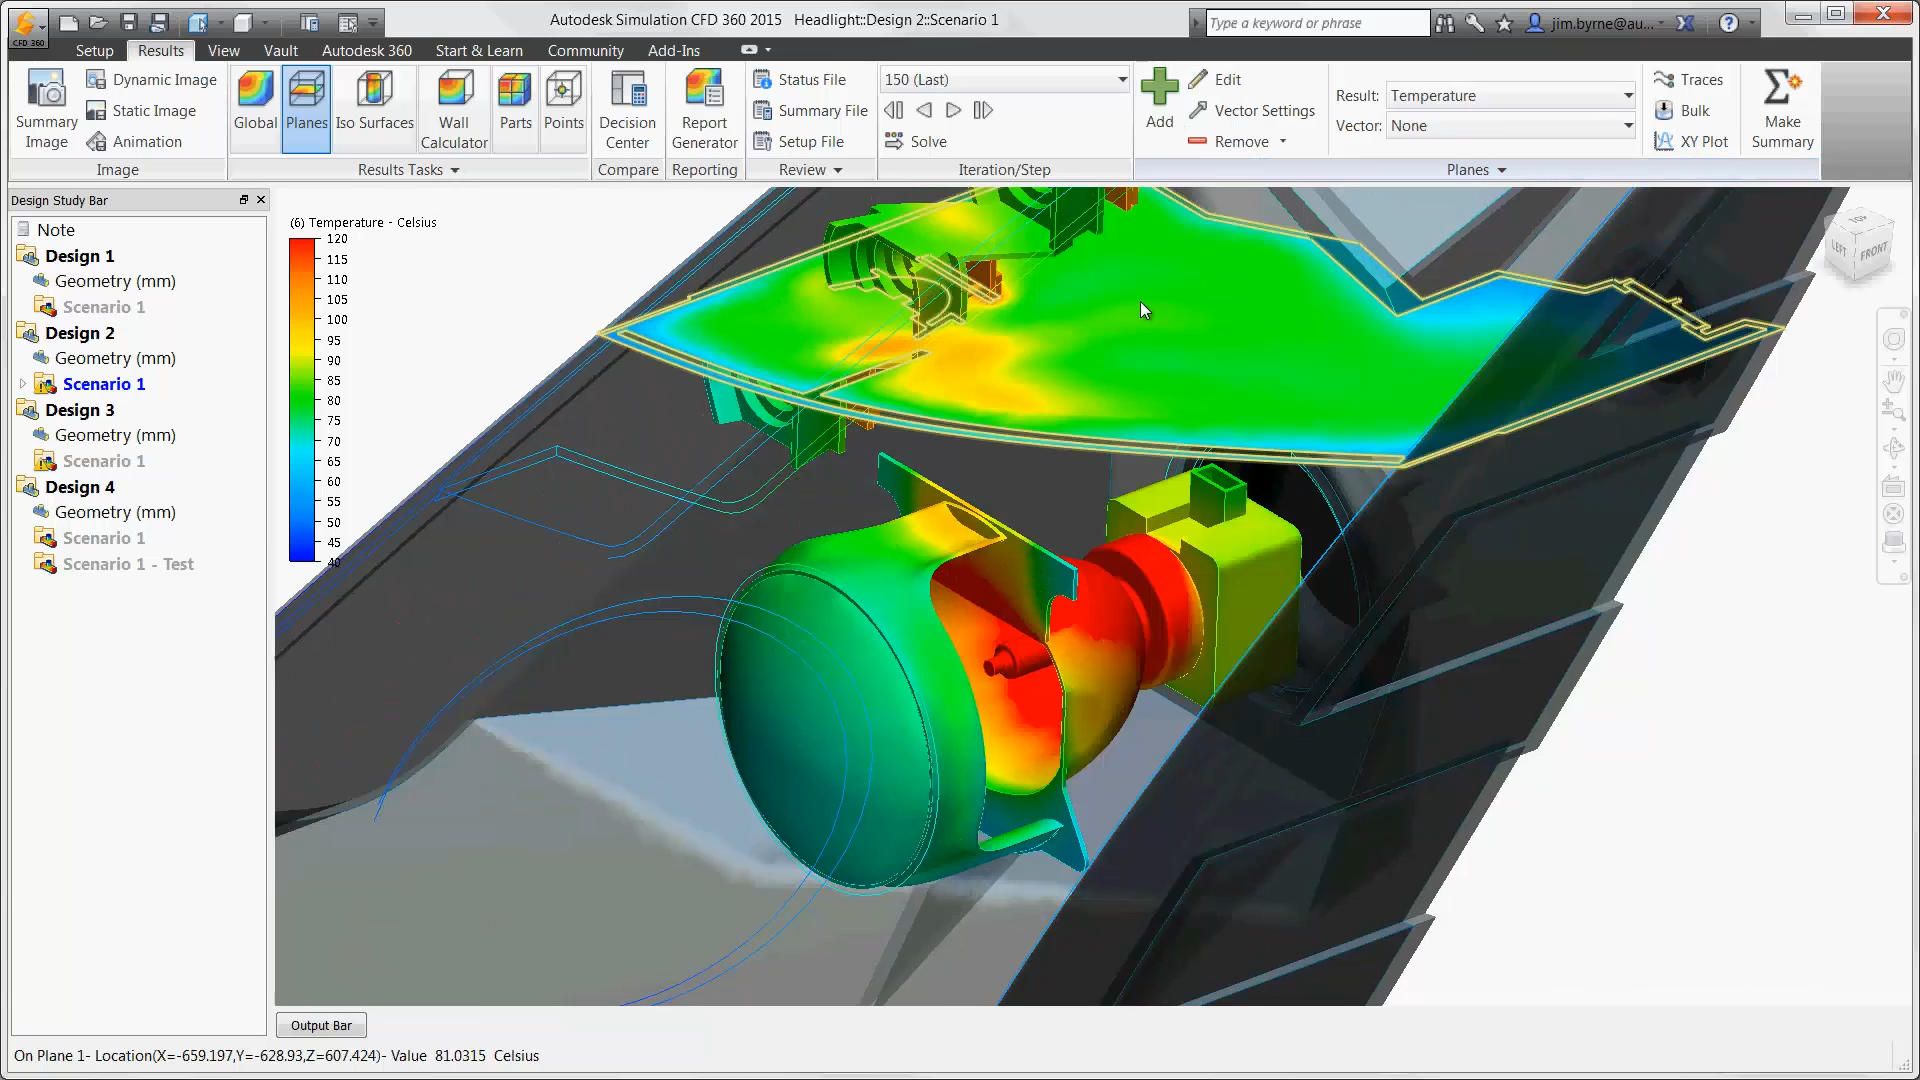 Autodesk Simulation CFD 360 2015 Headlight::Design 2::Scenario 1
Type a keyword or phrase
jim.byrne@au...
CFD 360
Setup Results View Vault Autodesk 360 Start & Learn Community Add-Ins
Summary Image
Dynamic Image
Static Image
Animation
Image
Global
Planes
Iso Surfaces
Wall Calculator
Parts
Points
Results Tasks
Decision Center
Compare
Report Generator
Reporting
Status File
Summary File
Setup File
Review
150 (Last)
Solve
Iteration/Step
Add
Edit
Vector Settings
Remove
Result: Temperature
Vector: None
Traces
Bulk
XY Plot
Make Summary
Planes
Design Study Bar
Note
Design 1
Geometry (mm)
Scenario 1
Design 2
Geometry (mm)
Scenario 1
Design 3
Geometry (mm)
Scenario 1
Design 4
Geometry (mm)
Scenario 1
Scenario 1 - Test
(6) Temperature - Celsius
120
115
110
105
100
95
90
85
80
75
70
65
60
55
50
45
40
TOP
LEFT
FRONT
Output Bar
On Plane 1- Location(X=-659.197,Y=-628.93,Z=607.424)- Value 81.0315 Celsius